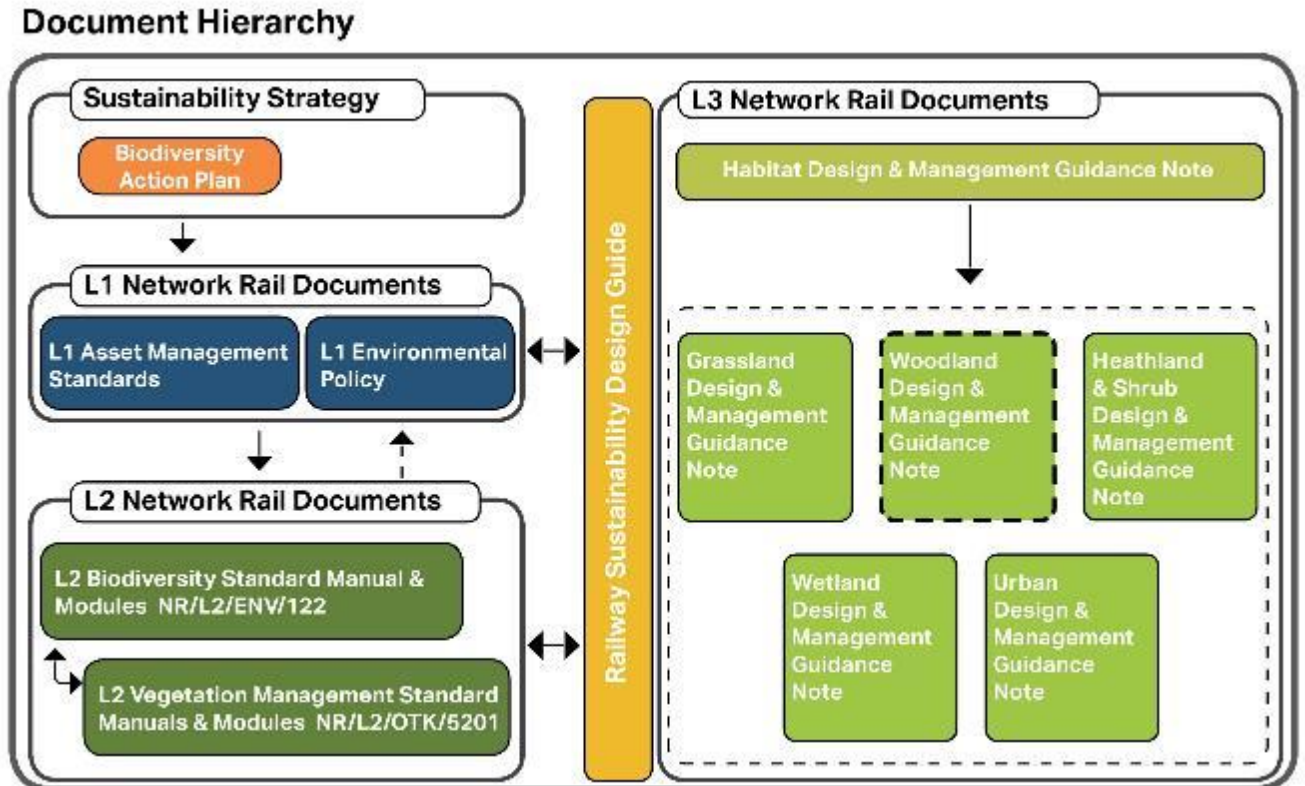 Document Hierarchy
Sustainability Strategy
Biodiversity
Action Plan
L1 Network Rail Documents
L1 Asset Management
Standards
L1 Environmental
Policy
L2 Network Rail Documents
L2 Biodiversity Standard Manual &
Modules NR/L2/ENV/122
L2 Vegetation Management Standard
Manuals & Modules NR/L2/OTK/5201
Railway Sustainability Design Guide
L3 Network Rail Documents
Habitat Design & Management Guidance Note
Grassland
Design &
Management
Guidance
Note
Woodland
Design &
Management
Guidance
Note
Heathland
& Shrub
Design &
Management
Guidance
Note
Wetland
Design &
Management
Guidance
Note
Urban
Design &
Management
Guidance
Note